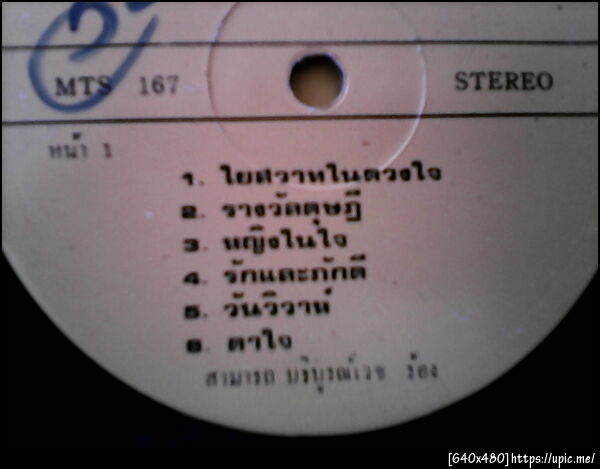 MTS 167 STEREO
หน้า 1
1. ใยสวาทในดวงใจ
2. รางวัลดุษฎี
3. หญิงในใจ
4. รักและภักดี
5. วันวิวาห์
6. ตาใจ
สามารถ บริบูรณ์เวช ร้อง
[640x480]https://upic.me/